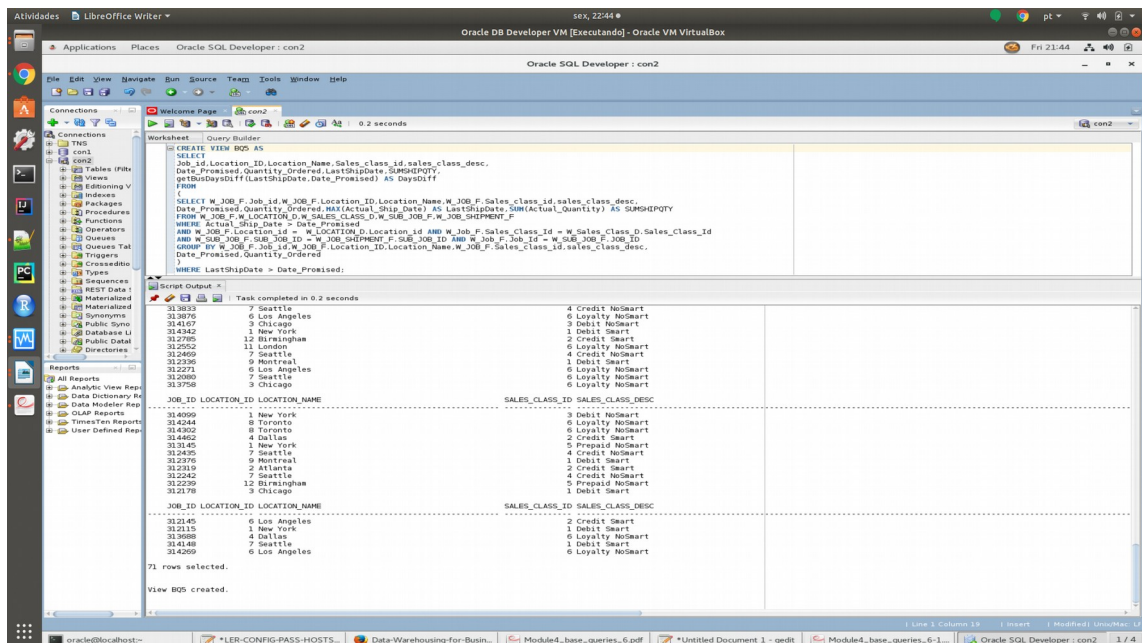 Atividades LibreOffice Writer sex, 22:44 pt
Oracle DB Developer VM [Executando] - Oracle VM VirtualBox
Applications Places Oracle SQL Developer : con2 Fri 21:44
Oracle SQL Developer : con2
File Edit View Navigate Run Source Team Tools Window Help
Connections
Welcome Page con2
0.2 seconds con2
Worksheet Query Builder
Connections
TNS
con1
con2
Tables (Filte
Views
Editioning V
Indexes
Packages
Procedures
Functions
Operators
Queues
Queues Tal
Triggers
Crosseditio
Types
Sequences
REST Data
Materialized
Materialized
Synonyms
Public Syno
Database Li
Public Datal
Directories
CREATE VIEW BQ5 AS
SELECT
Job_id,Location_ID,Location_Name,Sales_class_id,sales_class_desc,
Date_Promised,Quantity_Ordered,LastShipDate,SUMSHIPQTY,
getBusDaysDiff(LastShipDate,Date_Promised) AS DaysDiff
FROM
(
SELECT W_JOB_F.Job_id,W_JOB_F.Location_ID,Location_Name,W_JOB_F.Sales_class_id,sales_class_desc,
Date_Promised,Quantity_Ordered,MAX(Actual_Ship_Date) AS LastShipDate,SUM(Actual_Quantity) AS SUMSHIPQTY
FROM W_JOB_F,W_LOCATION_D,W_SALES_CLASS_D,W_SUB_JOB_F,W_JOB_SHIPMENT_F
WHERE Actual_Ship_Date > Date_Promised
AND W_JOB_F.Location_id = W_LOCATION_D.Location_id AND W_Job_F.Sales_Class_Id = W_Sales_Class_D.Sales_Class_Id
AND W_SUB_JOB_F.SUB_JOB_ID = W_JOB_SHIPMENT_F.SUB_JOB_ID AND W_Job_F.Job_Id = W_SUB_JOB_F.JOB_ID
GROUP BY W_JOB_F.Job_id,W_JOB_F.Location_ID,Location_Name,W_JOB_F.Sales_class_id,sales_class_desc,
Date_Promised,Quantity_Ordered
)
WHERE LastShipDate > Date_Promised;
Script Output
Task completed in 0.2 seconds
313833 7 Seattle 4 Credit NoSmart
313876 6 Los Angeles 6 Loyalty NoSmart
314167 3 Chicago 3 Debit NoSmart
314342 1 New York 1 Debit Smart
312785 12 Birmingham 2 Credit Smart
312552 11 London 6 Loyalty NoSmart
312469 7 Seattle 4 Credit NoSmart
312336 9 Montreal 1 Debit Smart
312271 6 Los Angeles 6 Loyalty NoSmart
312080 7 Seattle 6 Loyalty NoSmart
313758 3 Chicago 6 Loyalty NoSmart
JOB_ID LOCATION_ID LOCATION_NAME SALES_CLASS_ID SALES_CLASS_DESC
314099 1 New York 3 Debit NoSmart
314244 8 Toronto 6 Loyalty NoSmart
314302 8 Toronto 6 Loyalty NoSmart
314462 4 Dallas 2 Credit Smart
313145 1 New York 5 Prepaid NoSmart
312435 7 Seattle 4 Credit NoSmart
312376 9 Montreal 1 Debit Smart
312319 2 Atlanta 2 Credit Smart
312242 7 Seattle 4 Credit NoSmart
312239 12 Birmingham 5 Prepaid NoSmart
312178 3 Chicago 1 Debit Smart
JOB_ID LOCATION_ID LOCATION_NAME SALES_CLASS_ID SALES_CLASS_DESC
312145 6 Los Angeles 2 Credit Smart
312115 1 New York 1 Debit Smart
313688 4 Dallas 6 Loyalty NoSmart
314148 7 Seattle 1 Debit Smart
314269 6 Los Angeles 6 Loyalty NoSmart
71 rows selected.
View BQ5 created.
Reports
All Reports
Analytic View Repo
Data Dictionary Re
Data Modeler Rep
OLAP Reports
TimesTen Reports
User Defined Rep
Line 1 Column 19 Insert Modified Unix/Mac: L
oracle@localhost:~ *LER-CONFIG-PASS-HOSTS... Data-Warehousing-for-Busin... Module4_base_queries_6.pdf *Untitled Document 1 - gedit Module4_base_queries_6-1.... Oracle SQL Developer : con2 1 / 4